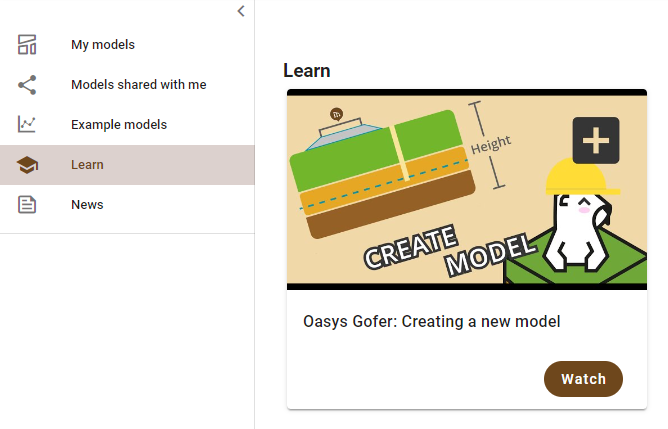 My models
Models shared with me
Example models
Learn
News
Learn
Height
CREATE
MODEL
Oasys Gofer: Creating a new model
Watch